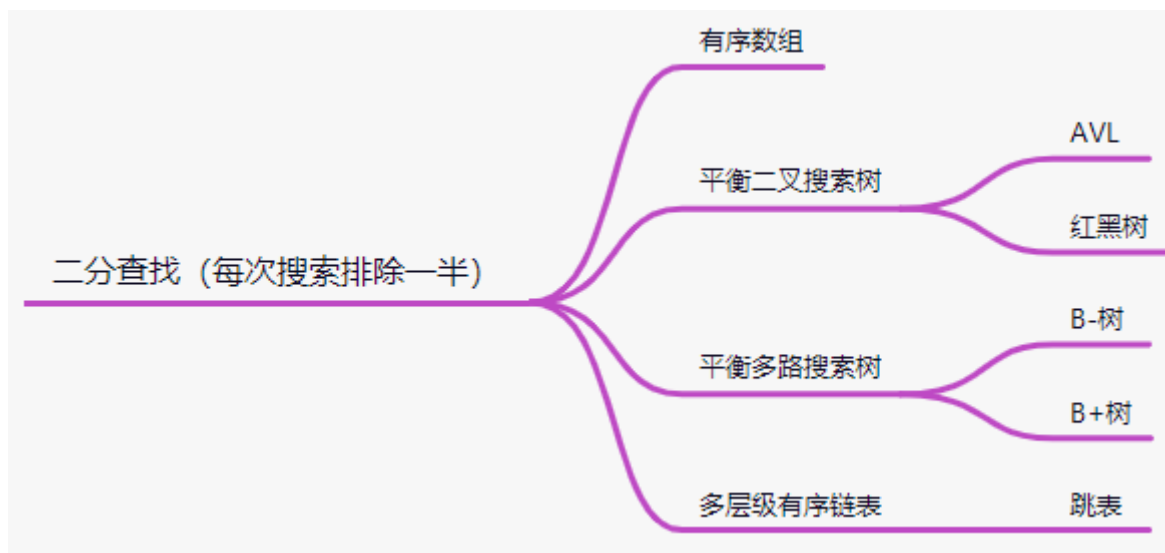 有序数组
AVL
平衡二叉搜索树
红黑树
二分查找（每次搜索排除一半）
B-树
平衡多路搜索树
B+树
多层级有序链表
跳表